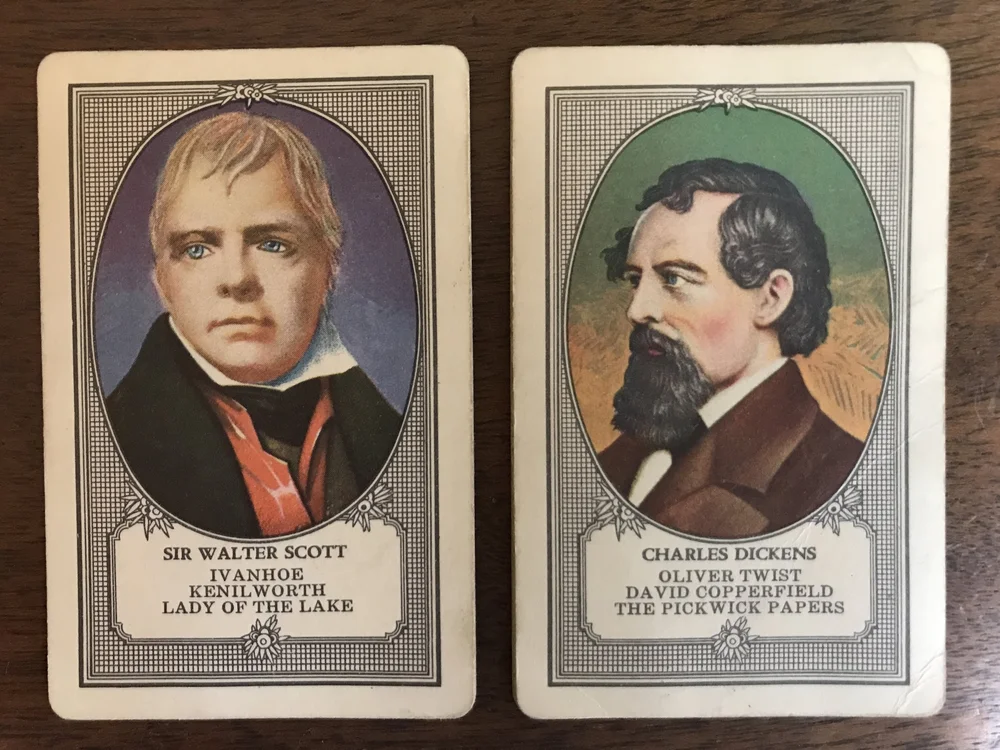 SIR WALTER SCOTT
IVANHOE
KENILWORTH
LADY OF THE LAKE
CHARLES DICKENS
OLIVER TWIST
DAVID COPPERFIELD
THE PICKWICK PAPERS